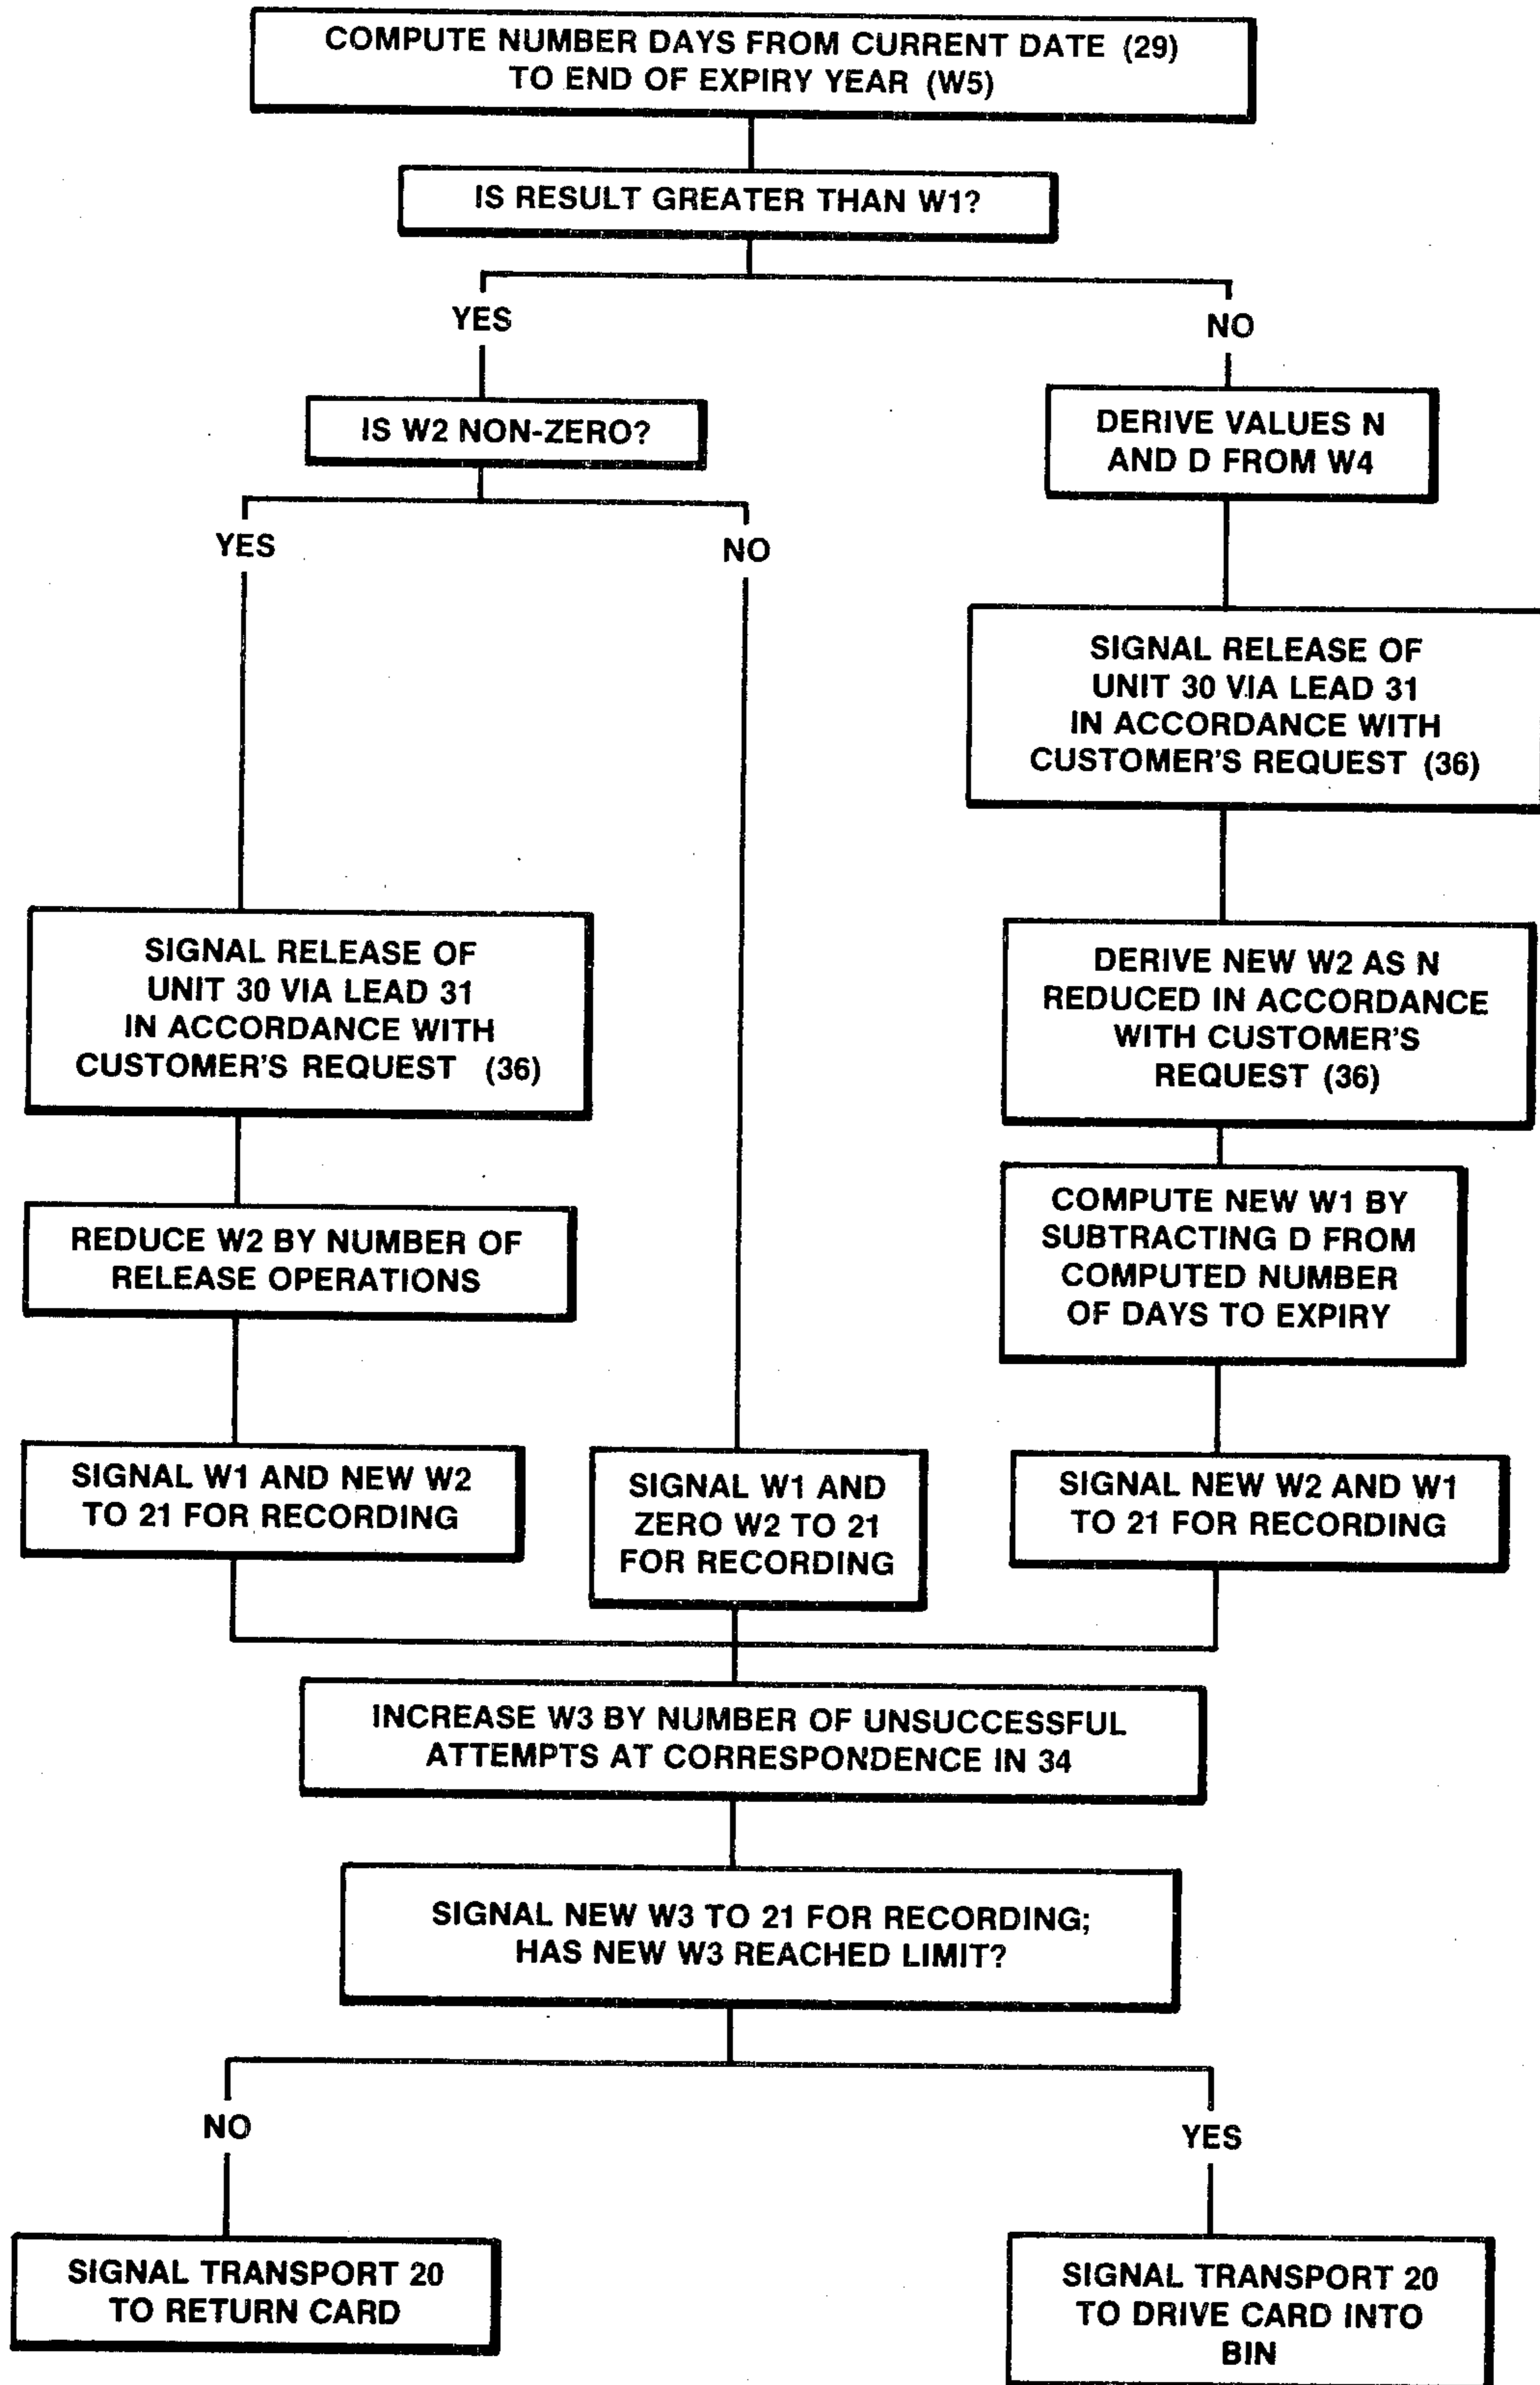 COMPUTE NUMBER DAYS FROM CURRENT DATE (29)
TO END OF EXPIRY YEAR (W5)
IS RESULT GREATER THAN W1?
YES
NO
IS W2 NON-ZERO?
DERIVE VALUES N
AND D FROM W4
YES
NO
SIGNAL RELEASE OF
UNIT 30 VIA LEAD 31
IN ACCORDANCE WITH
CUSTOMER'S REQUEST (36)
SIGNAL RELEASE OF
UNIT 30 VIA LEAD 31
IN ACCORDANCE WITH
CUSTOMER'S REQUEST (36)
DERIVE NEW W2 AS N
REDUCED IN ACCORDANCE
WITH CUSTOMER'S
REQUEST (36)
REDUCE W2 BY NUMBER OF
RELEASE OPERATIONS
COMPUTE NEW W1 BY
SUBTRACTING D FROM
COMPUTED NUMBER
OF DAYS TO EXPIRY
SIGNAL W1 AND NEW W2
TO 21 FOR RECORDING
SIGNAL W1 AND
ZERO W2 TO 21
FOR RECORDING
SIGNAL NEW W2 AND W1
TO 21 FOR RECORDING
INCREASE W3 BY NUMBER OF UNSUCCESSFUL
ATTEMPTS AT CORRESPONDENCE IN 34
SIGNAL NEW W3 TO 21 FOR RECORDING;
HAS NEW W3 REACHED LIMIT?
NO
YES
SIGNAL TRANSPORT 20
TO RETURN CARD
SIGNAL TRANSPORT 20
TO DRIVE CARD INTO
BIN